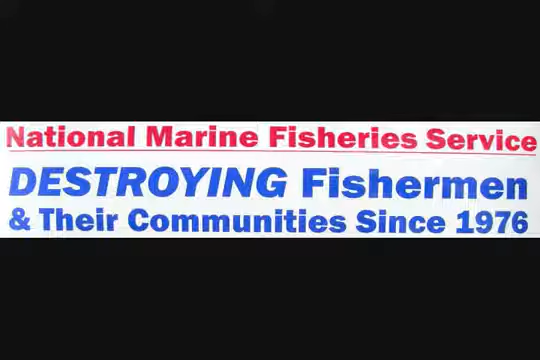 National Marine Fisheries Service
DESTROYING Fishermen
& Their Communities Since 1976